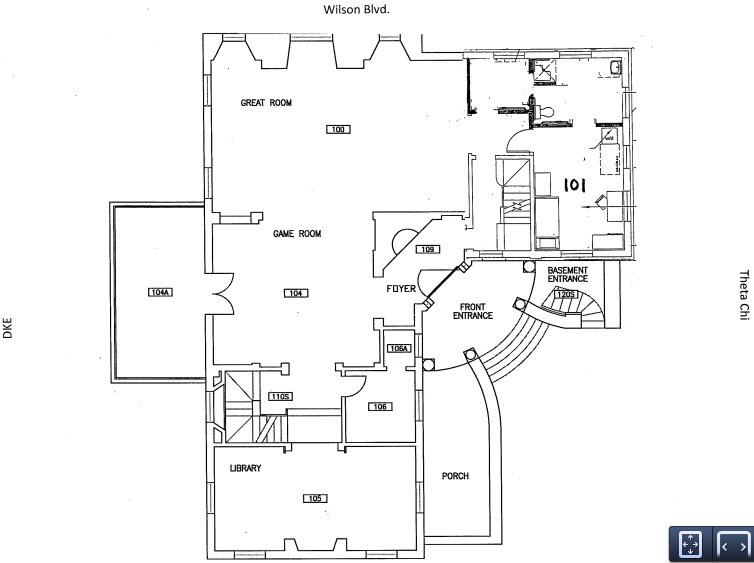 Wilson Blvd.
GREAT ROOM
100
101
GAME ROOM
109
104A
104
FOYER
BASEMENT
ENTRANCE
120S
FRONT
ENTRANCE
Theta Chi
DKE
106A
110S
106
LIBRARY
105
PORCH